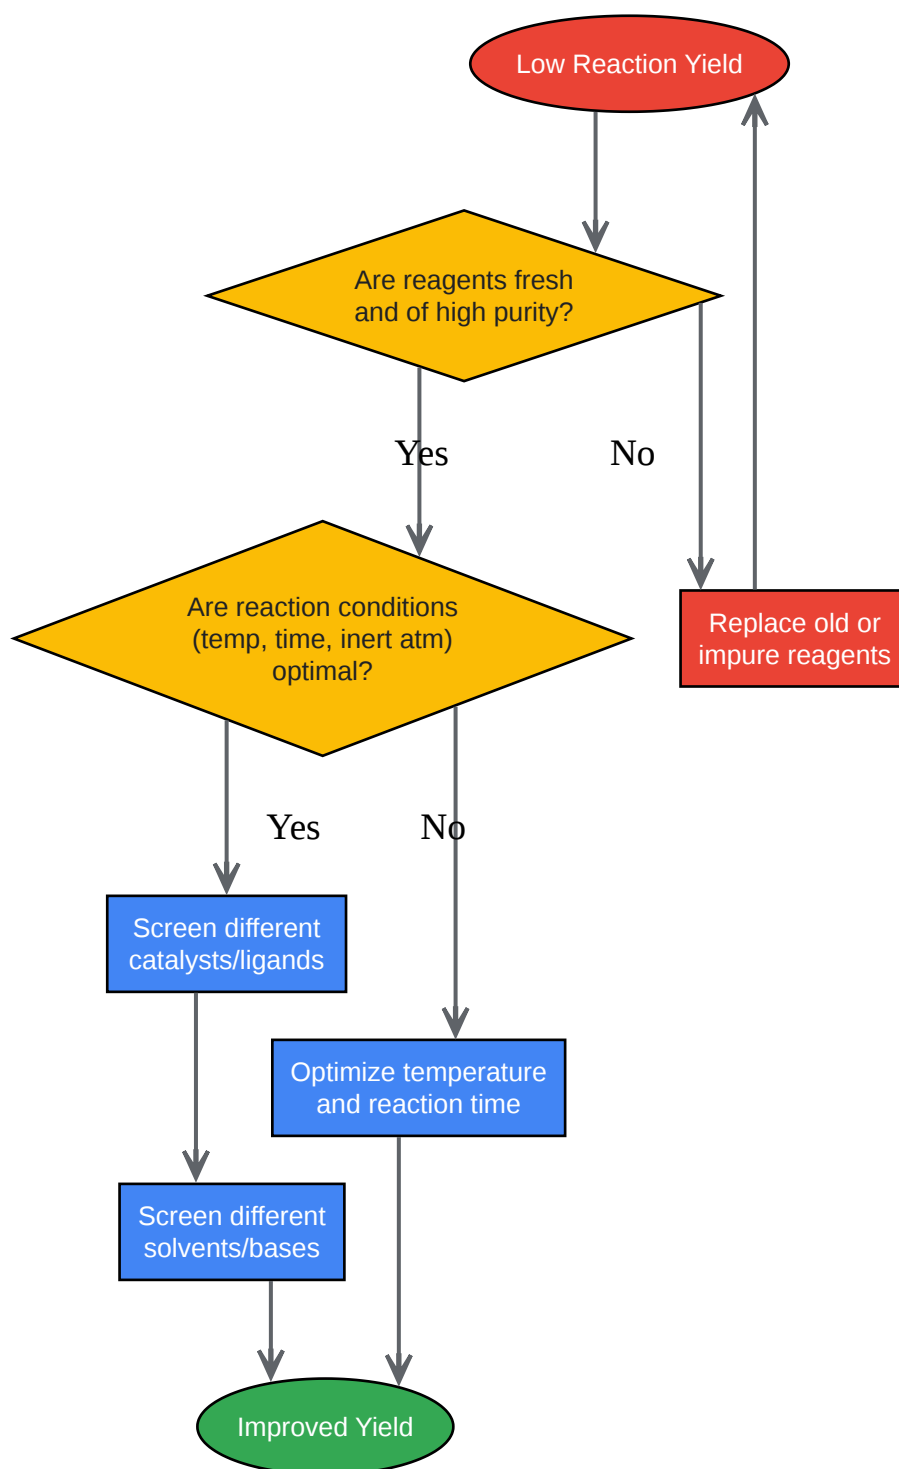 Low Reaction Yield
Are reagents fresh
and of high purity?
Yes
No
Are reaction conditions
(temp, time, inert atm)
optimal?
Replace old or
impure reagents
Yes
No
Screen different
catalysts/ligands
Optimize temperature
and reaction time
Screen different
solvents/bases
Improved Yield